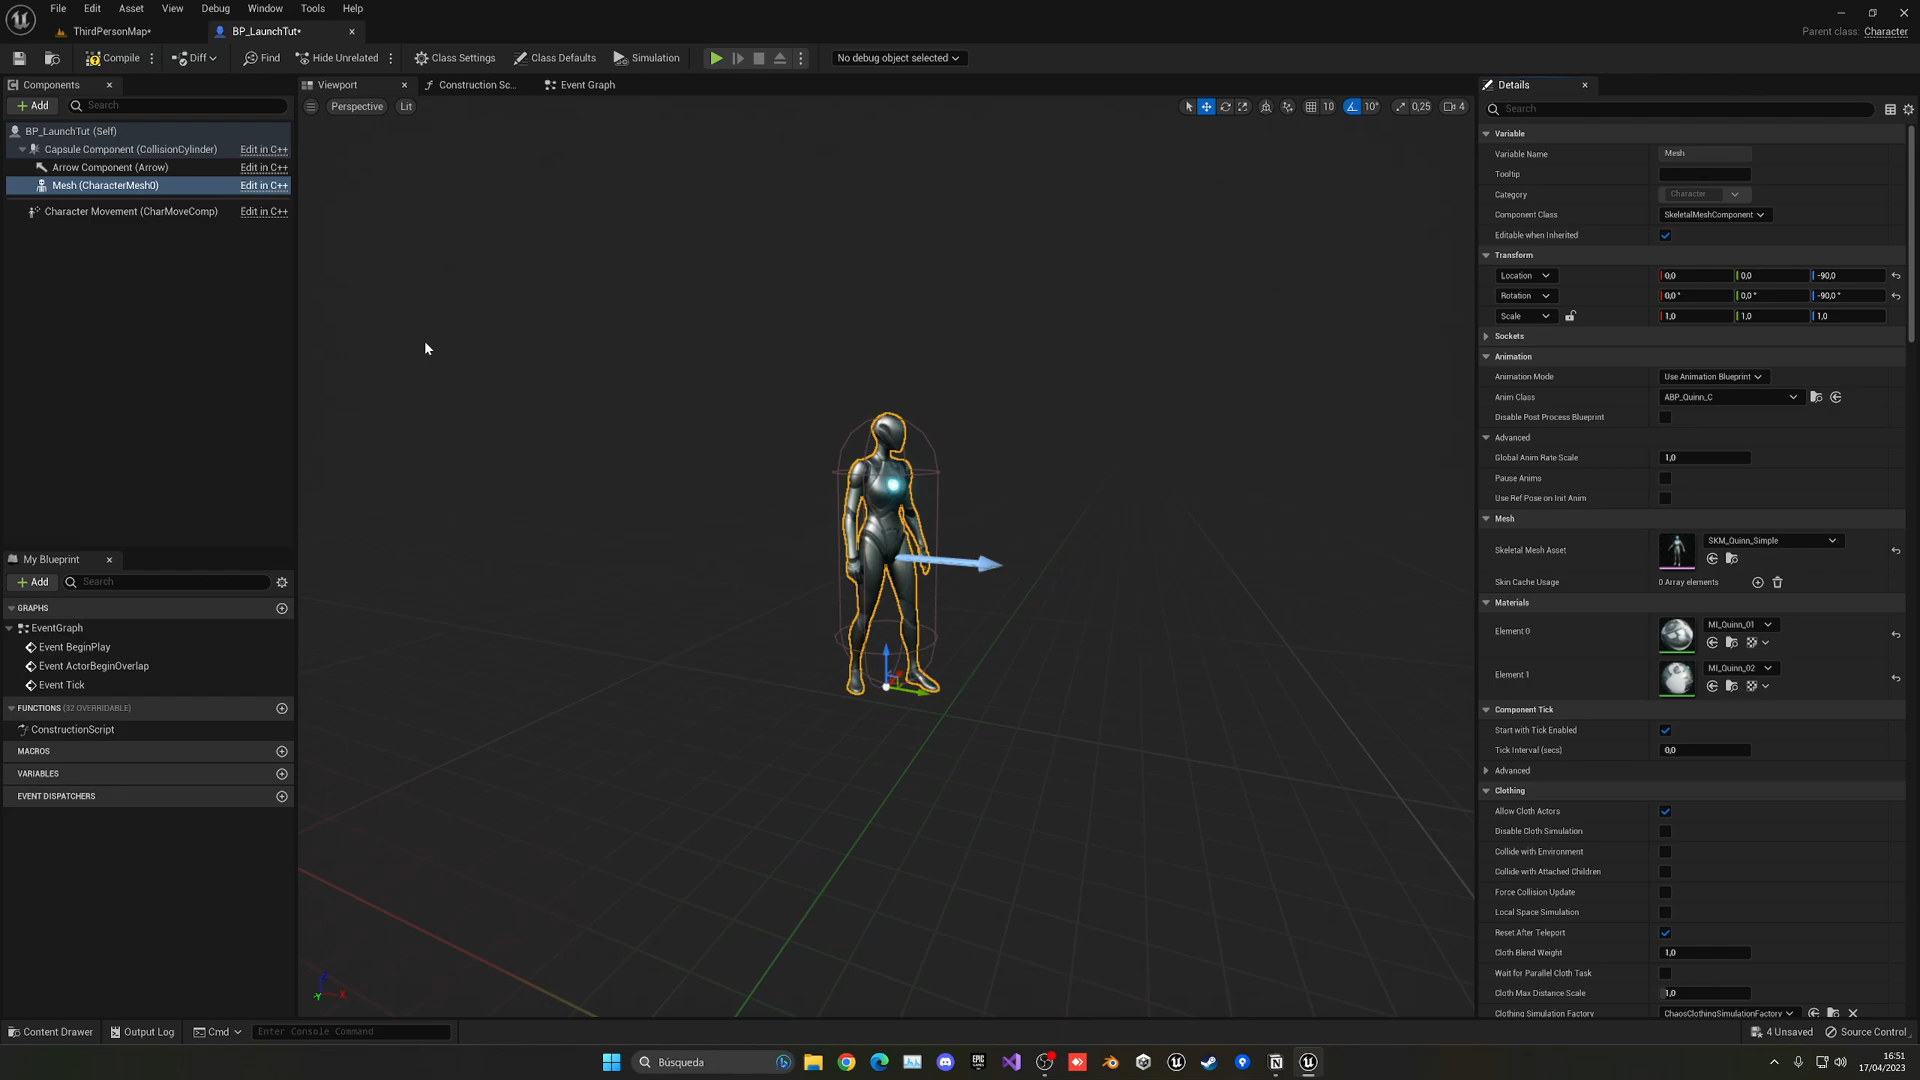 File Edit Asset View Debug Window Tools Help
ThirdPersonMap*
BP_LaunchTut*
Parent class: Character
Compile
Diff
Find
Hide Unrelated
Class Settings
Class Defaults
Simulation
No debug object selected
Components
Add
Search
BP_LaunchTut (Self)
Capsule Component (CollisionCylinder) Edit in C++
Arrow Component (Arrow) Edit in C++
Mesh (CharacterMesh0) Edit in C++
Character Movement (CharMoveComp) Edit in C++
My Blueprint
Add
Search
GRAPHS
EventGraph
Event BeginPlay
Event ActorBeginOverlap
Event Tick
FUNCTIONS (32 OVERRIDABLE)
ConstructionScript
MACROS
VARIABLES
EVENT DISPATCHERS
Viewport
Construction Sc...
Event Graph
Perspective
Lit
10
10°
0,25
4
Z
Y
X
Details
Search
Variable
Variable Name Mesh
Tooltip
Category Character
Component Class SkeletalMeshComponent
Editable when Inherited
Transform
Location 0,0 0,0 -90,0
Rotation 0,0 ° 0,0 ° -90,0 °
Scale 1,0 1,0 1,0
Sockets
Animation
Animation Mode Use Animation Blueprint
Anim Class ABP_Quinn_C
Disable Post Process Blueprint
Advanced
Global Anim Rate Scale 1,0
Pause Anims
Use Ref Pose on Init Anim
Mesh
Skeletal Mesh Asset SKM_Quinn_Simple
Skin Cache Usage 0 Array elements
Materials
Element 0 MI_Quinn_01
Element 1 MI_Quinn_02
Component Tick
Start with Tick Enabled
Tick Interval (secs) 0,0
Advanced
Clothing
Allow Cloth Actors
Disable Cloth Simulation
Collide with Environment
Collide with Attached Children
Force Collision Update
Local Space Simulation
Reset After Teleport
Cloth Blend Weight 1,0
Wait for Parallel Cloth Task
Cloth Max Distance Scale 1,0
Clothing Simulation Factory ChaosClothingSimulationFactory
Content Drawer
Output Log
Cmd
Enter Console Command
4 Unsaved
Source Control
Búsqueda
EPIC GAMES
16:51
17/04/2023